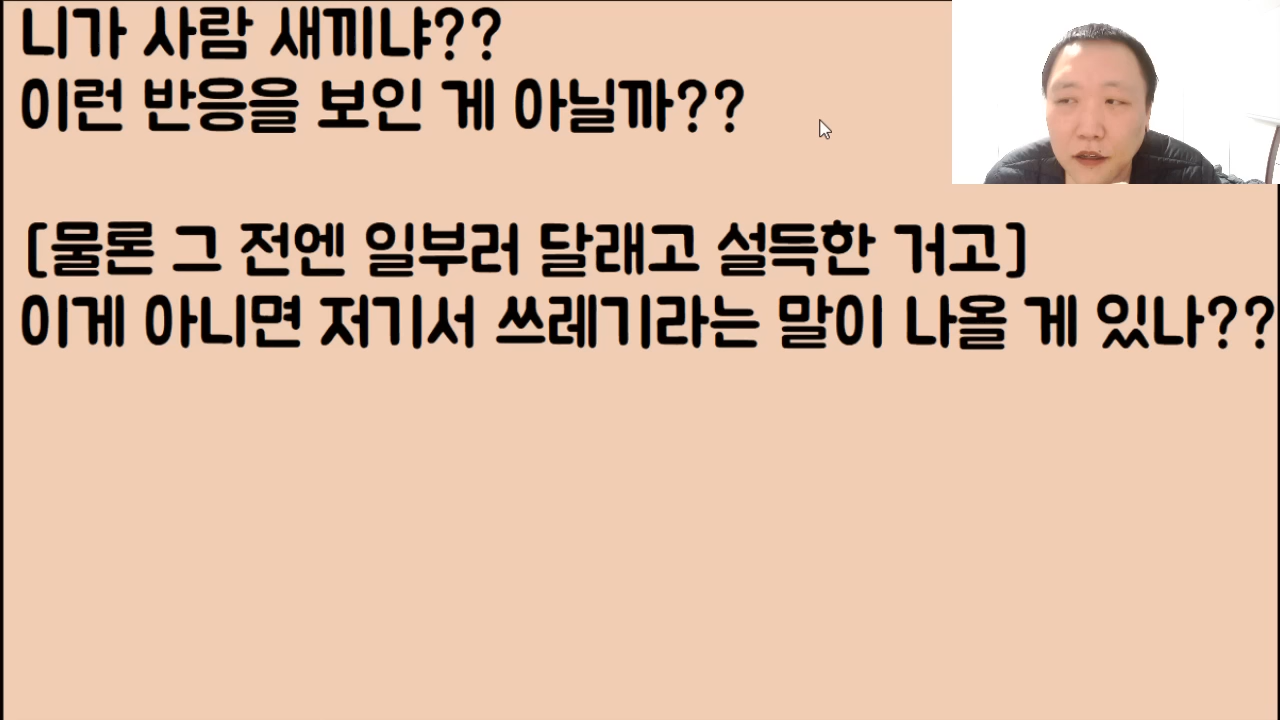 니가 사람 새끼냐??
이런 반응을 보인 게 아닐까??
[물론 그 전엔 일부러 달래고 설득한 거고]
이게 아니면 저기서 쓰레기라는 말이 나올 게 있나??